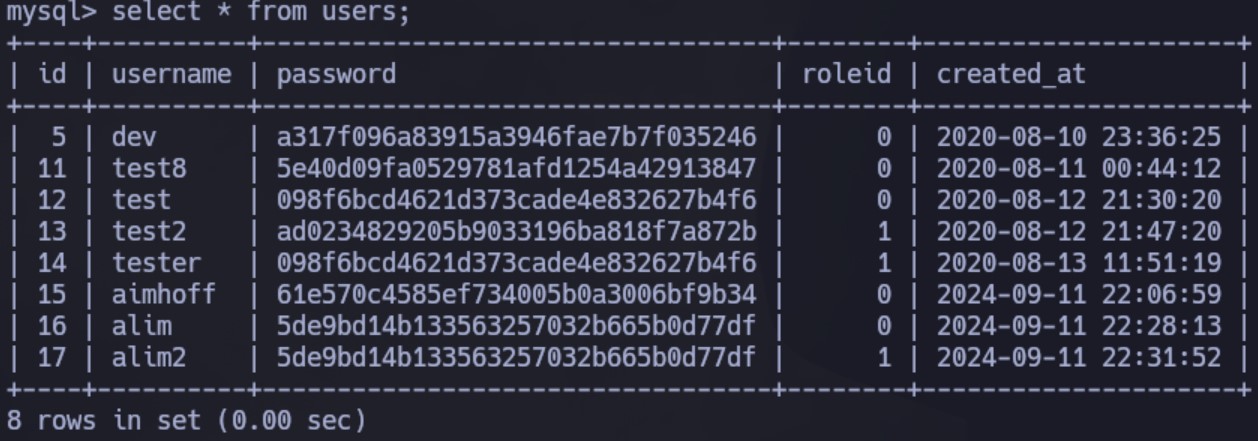 mysql> select * from users;
+----+----------+----------------------------------+--------+---------------------+
| id | username | password                         | roleid | created_at          |
+----+----------+----------------------------------+--------+---------------------+
|  5 | dev      | a317f096a83915a3946fae7b7f035246 |      0 | 2020-08-10 23:36:25 |
| 11 | test8    | 5e40d09fa0529781afd1254a42913847 |      0 | 2020-08-11 00:44:12 |
| 12 | test     | 098f6bcd4621d373cade4e832627b4f6 |      0 | 2020-08-12 21:30:20 |
| 13 | test2    | ad0234829205b9033196ba818f7a872b |      1 | 2020-08-12 21:47:20 |
| 14 | tester   | 098f6bcd4621d373cade4e832627b4f6 |      1 | 2020-08-13 11:51:19 |
| 15 | aimhoff  | 61e570c4585ef734005b0a3006bf9b34 |      0 | 2024-09-11 22:06:59 |
| 16 | alim     | 5de9bd14b133563257032b665b0d77df |      0 | 2024-09-11 22:28:13 |
| 17 | alim2    | 5de9bd14b133563257032b665b0d77df |      1 | 2024-09-11 22:31:52 |
+----+----------+----------------------------------+--------+---------------------+
8 rows in set (0.00 sec)